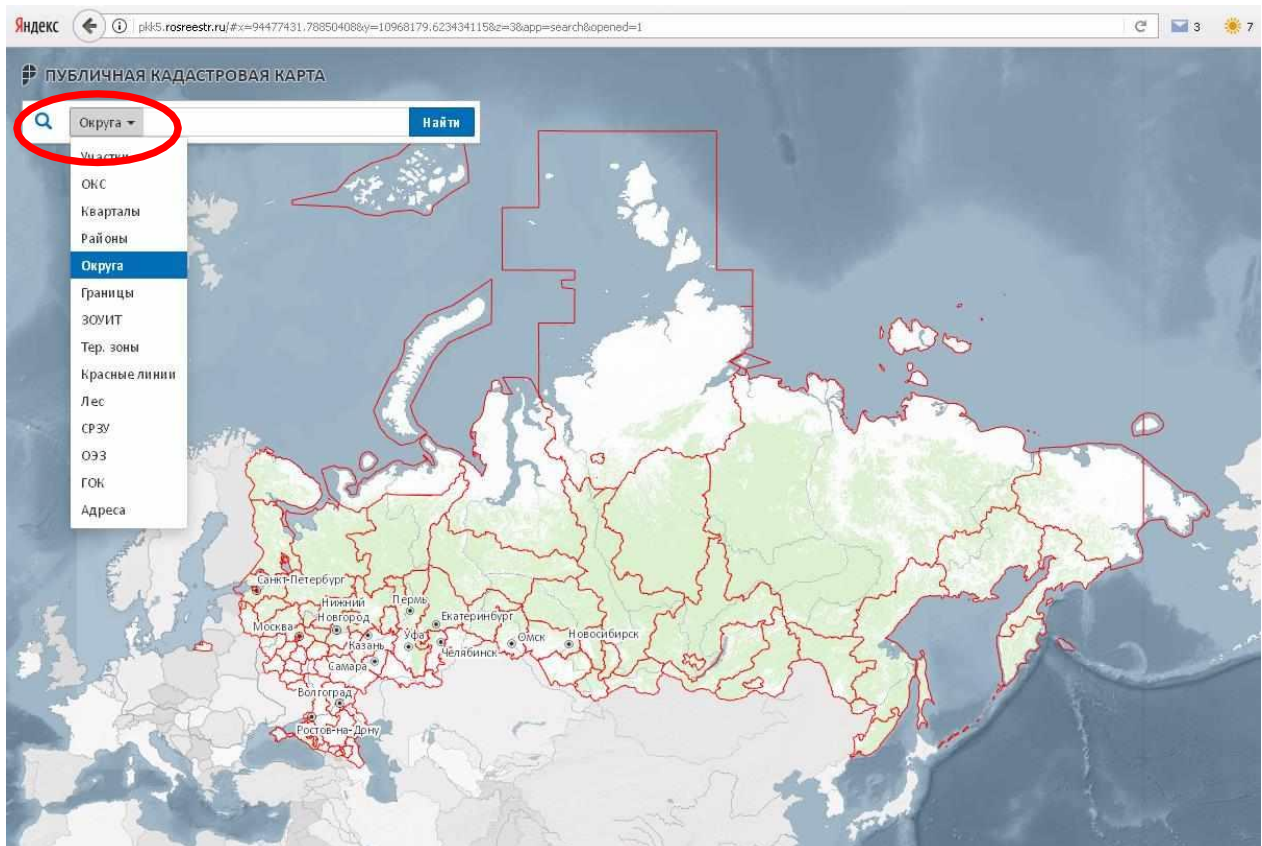 Яндекс pkk5.rosreestr.ru/#x=94477431.78850408&y=10968179.623434115&z=3&app=search&opened=1 3 7
ПУБЛИЧНАЯ КАДАСТРОВАЯ КАРТА
Округа Найти
Участки
ОКС
Кварталы
Районы
Округа
Границы
ЗОУИТ
Тер. зоны
Красные линии
Лес
СРЗУ
ОЭЗ
ГОК
Адреса
Санкт-Петербург
Нижний
Новгород
Пермь
Екатеринбург
Москва
Казань
Уфа
Омск
Новосибирск
Самара
Челябинск
Волгоград
Ростов-на-Дону